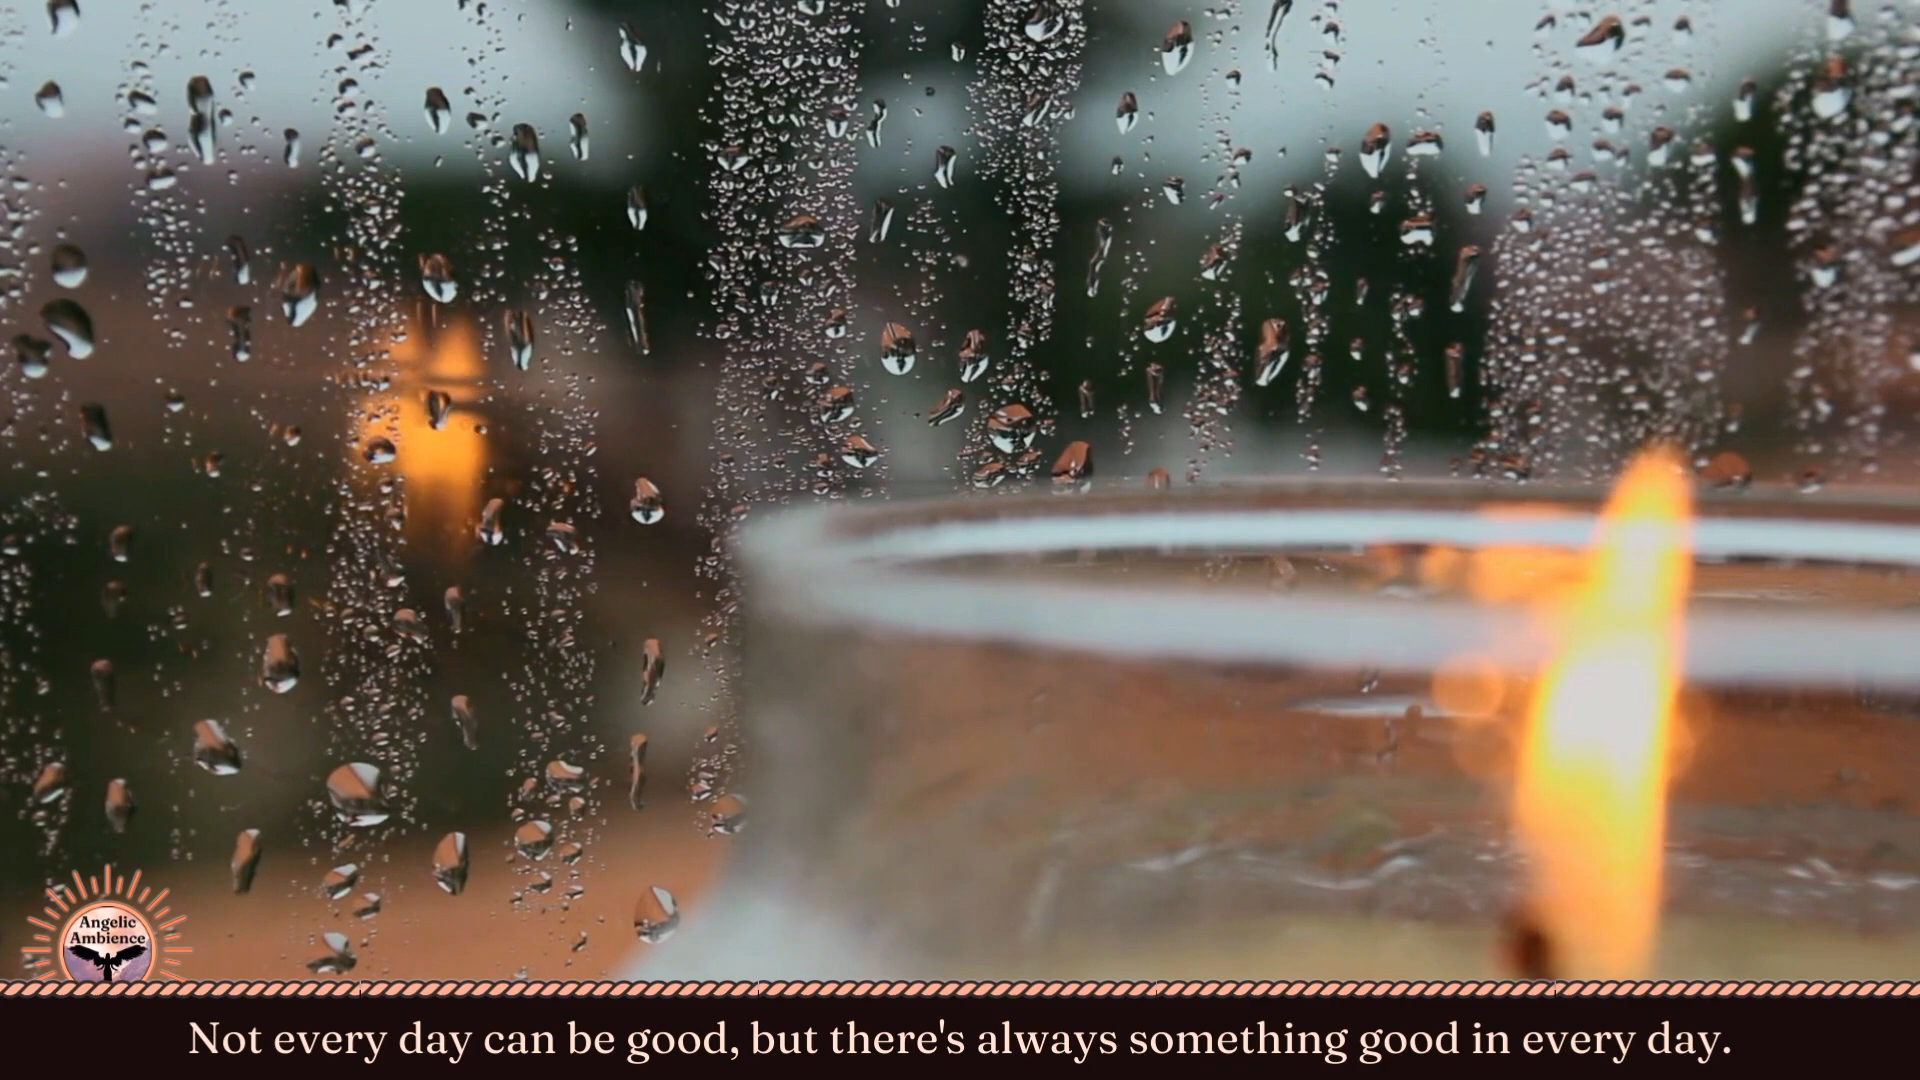 Angelic
Ambience
Not every day can be good, but there's always something good in every day.